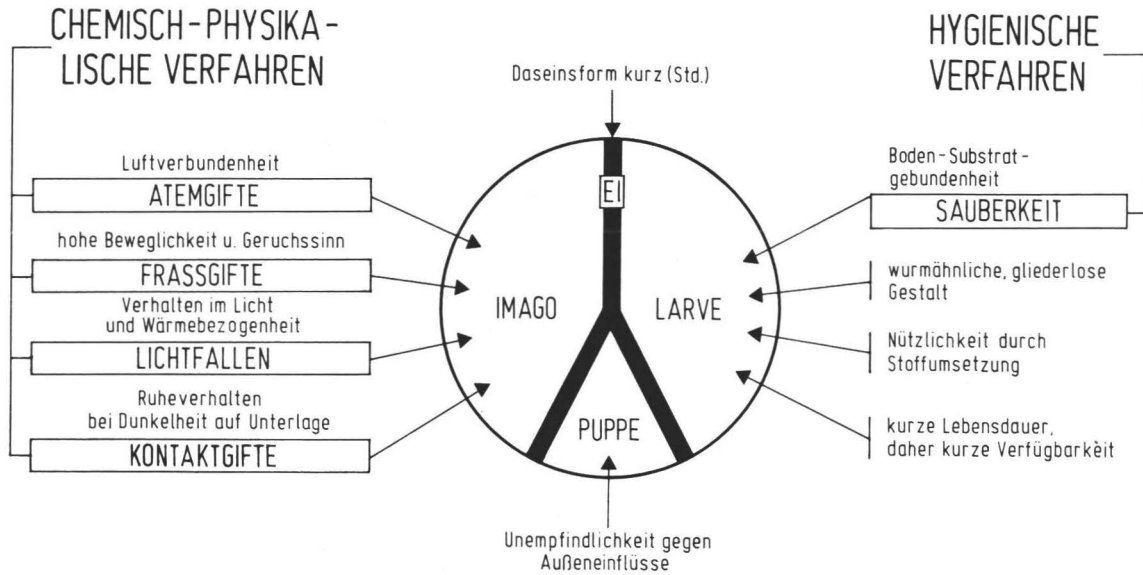 CHEMISCH-PHYSIKA-
LISCHE VERFAHREN
Luftverbundenheit
ATEMGIFTE
hohe Beweglichkeit u. Geruchssinn
FRASSGIFTE
Verhalten im Licht
und Wärmebezogenheit
LICHTFALLEN
Ruheverhalten
bei Dunkelheit auf Unterlage
KONTAKTGIFTE
Daseinsform kurz (Std.)
EI
IMAGO
LARVE
PUPPE
Unempfindlichkeit gegen
Außeneinflüsse
HYGIENISCHE
VERFAHREN
Boden-Substrat-
gebundenheit
SAUBERKEIT
wurmähnliche, gliederlose
Gestalt
Nützlichkeit durch
Stoffumsetzung
kurze Lebensdauer,
daher kurze Verfügbarkèit